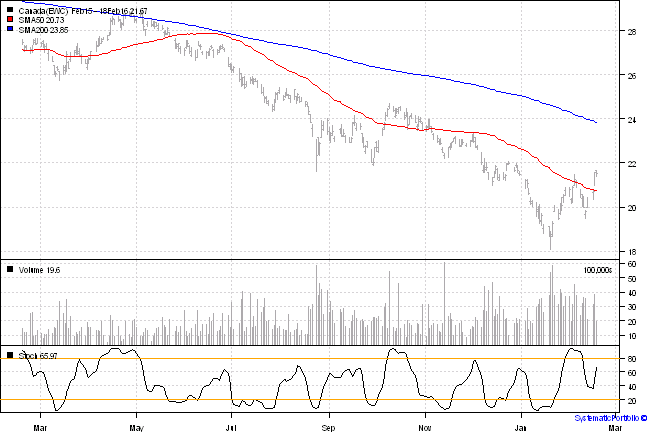 Canada (EWC) Feb15 - 18Feb16 21.67
SMA50 20.73
SMA200 23.85
28
26
24
22
20
18
Volume 19.6
100,000s
60
50
40
30
20
10
Stoch 65.97
80
60
40
20
Mar
May
Jul
Sep
Nov
Jan
Mar
SystematicPortfolio ©